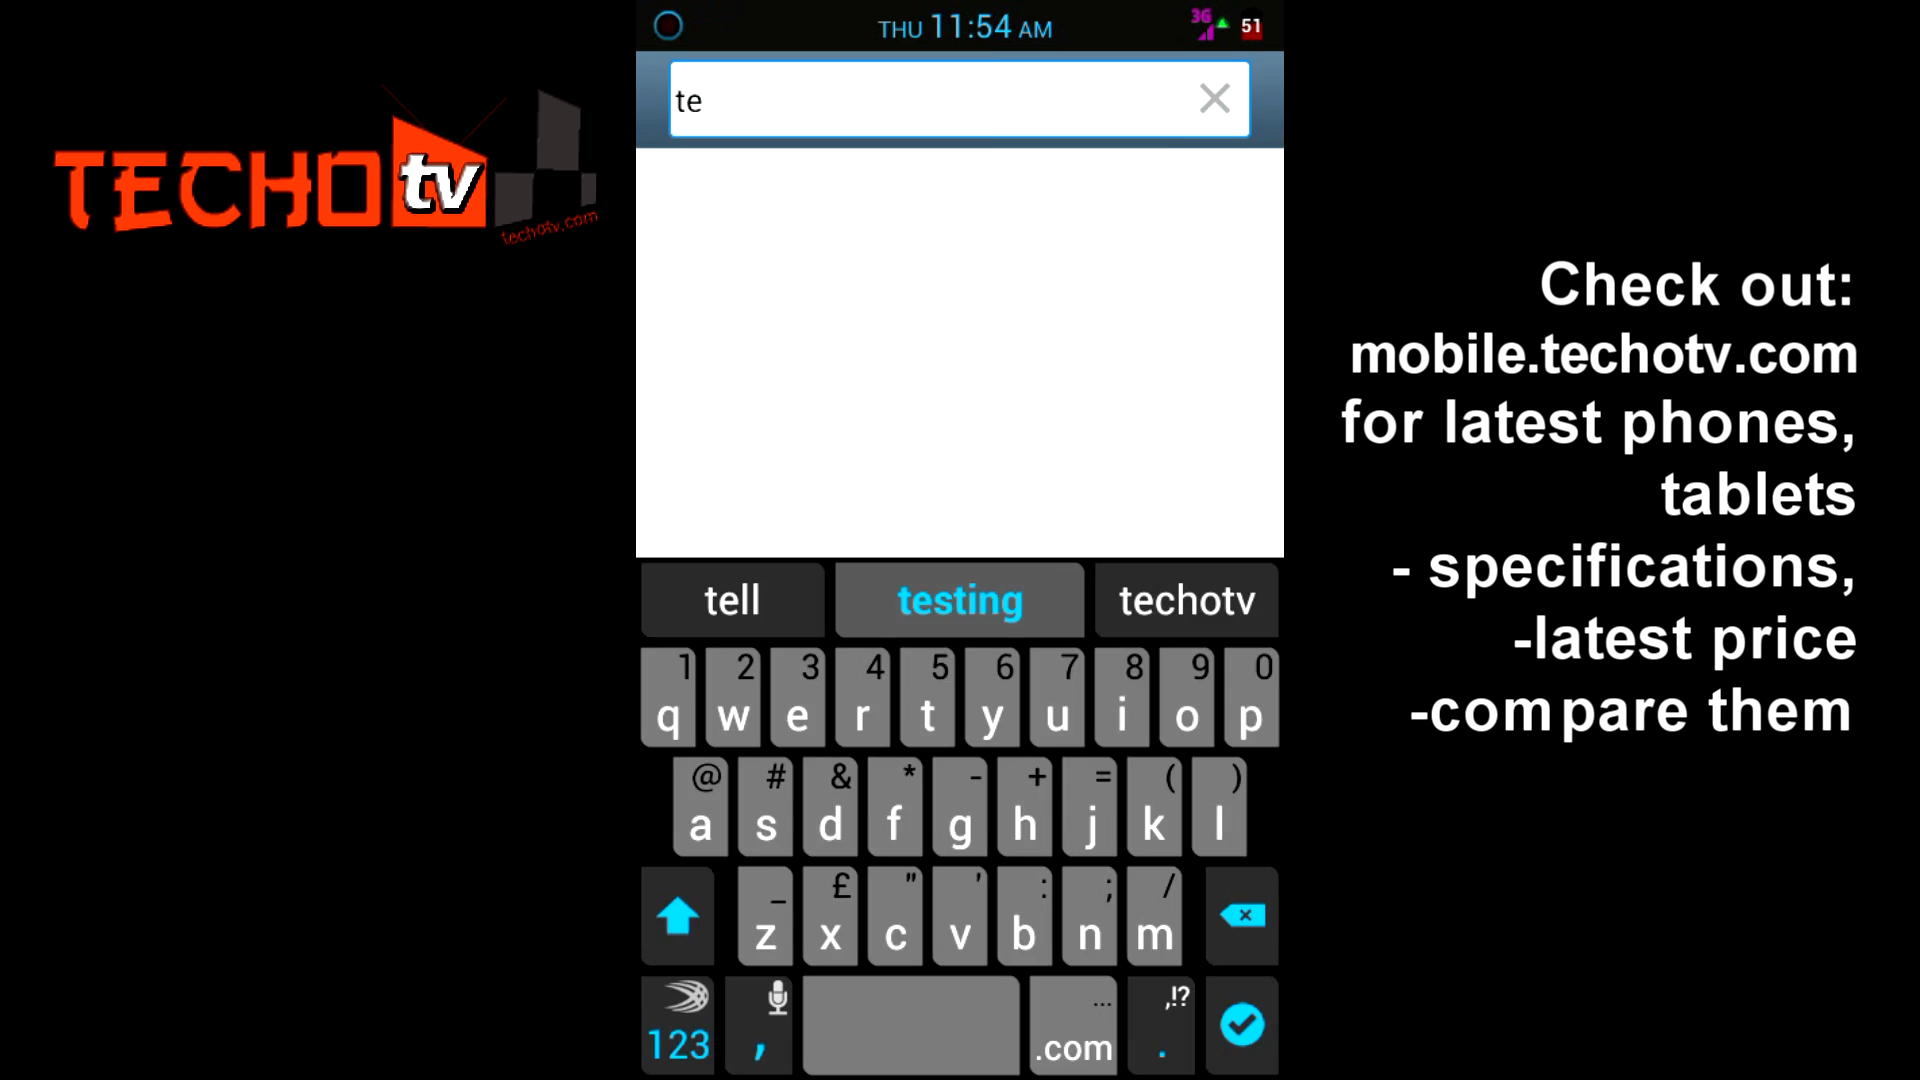 TECHO tv
techotv.com
THU 11:54 AM
3G
51
te
tell testing techotv
1 2 3 4 5 6 7 8 9 0
q w e r t y u i o p
@ # & * - + = ( )
a s d f g h j k l
_ £ " ' : ; /
z x c v b n m
... ,!?
123 , .com .
Check out:
mobile.techotv.com
for latest phones,
tablets
- specifications,
-latest price
-compare them